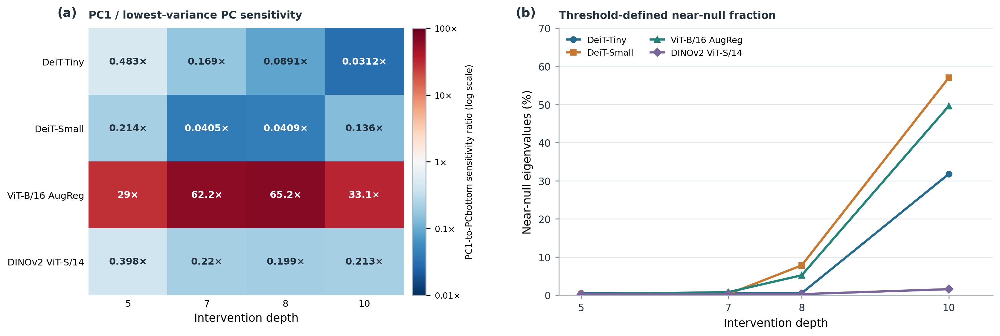 (a) PC1 / lowest-variance PC sensitivity
DeiT-Tiny 0.483× 0.169× 0.0891× 0.0312×
DeiT-Small 0.214× 0.0405× 0.0409× 0.136×
ViT-B/16 AugReg 29× 62.2× 65.2× 33.1×
DINOv2 ViT-S/14 0.398× 0.22× 0.199× 0.213×
5 7 8 10
Intervention depth
100×
10×
1×
0.1×
0.01×
PC1-to-PCbottom sensitivity ratio (log scale)
(b) Threshold-defined near-null fraction
DeiT-Tiny
DeiT-Small
ViT-B/16 AugReg
DINOv2 ViT-S/14
70
60
50
40
30
20
10
0
Near-null eigenvalues (%)
5 7 8 10
Intervention depth